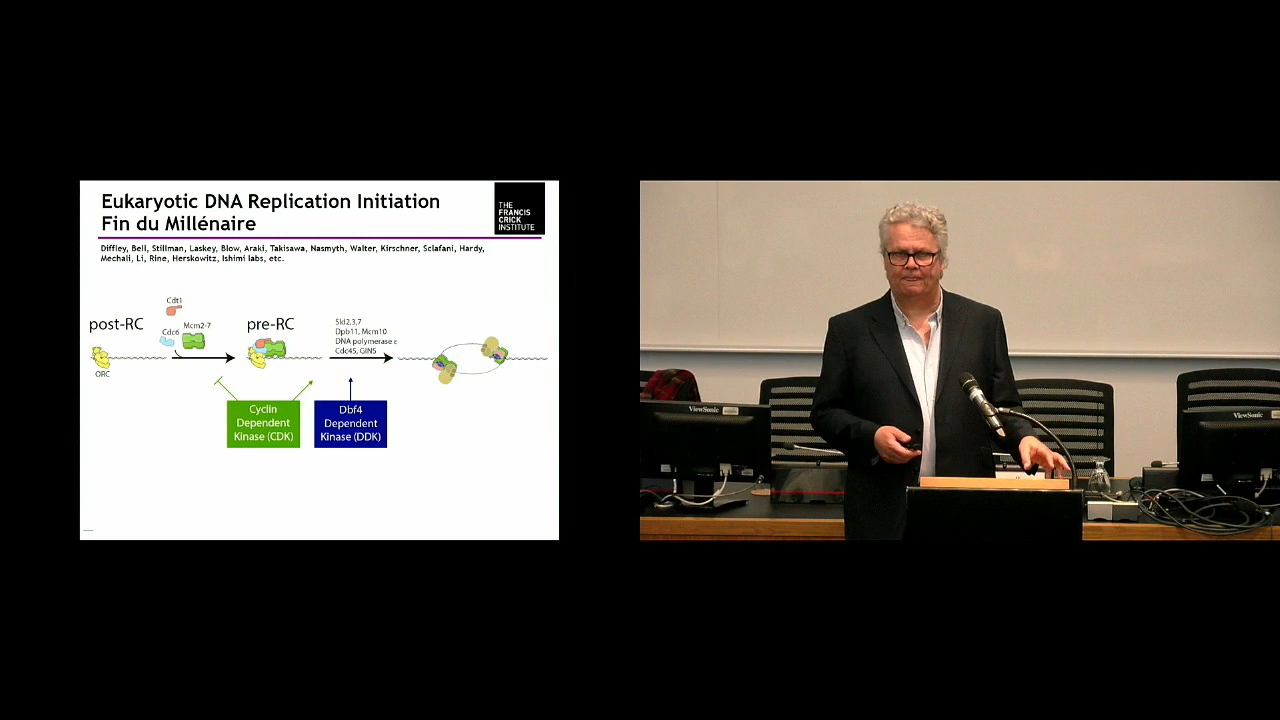 Eukaryotic DNA Replication Initiation
Fin du Millénaire
THE
FRANCIS
CRICK
INSTITUTE
Diffley, Bell, Stillman, Laskey, Blow, Araki, Takisawa, Nasmyth, Walter, Kirschner, Sclafani, Hardy,
Mechali, Li, Rine, Herskowitz, Ishimi labs, etc.
Cdt1
post-RC
Cdc6
Mcm2-7
ORC
pre-RC
Sld2,3,7
Dpb11, Mcm10
DNA polymerase ε
Cdc45, GINS
Cyclin
Dependent
Kinase (CDK)
Dbf4
Dependent
Kinase (DDK)
ViewSonic
ViewSonic